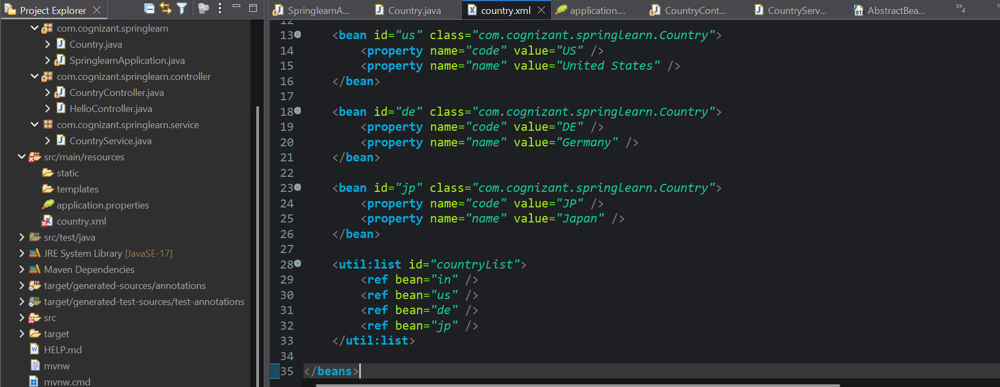 Project Explorer
com.cognizant.springlearn
Country.java
SpringlearnApplication.java
com.cognizant.springlearn.controller
CountryController.java
HelloController.java
com.cognizant.springlearn.service
CountryService.java
src/main/resources
static
templates
application.properties
country.xml
src/test/java
JRE System Library [JavaSE-17]
Maven Dependencies
target/generated-sources/annotations
target/generated-test-sources/test-annotations
src
target
HELP.md
mvnw
mvnw.cmd
SpringlearnA... Country.java country.xml application.... CountryCont... CountryServ... AbstractBea... »4
12
13 <bean id="us" class="com.cognizant.springlearn.Country">
14 <property name="code" value="US" />
15 <property name="name" value="United States" />
16 </bean>
17
18 <bean id="de" class="com.cognizant.springlearn.Country">
19 <property name="code" value="DE" />
20 <property name="name" value="Germany" />
21 </bean>
22
23 <bean id="jp" class="com.cognizant.springlearn.Country">
24 <property name="code" value="JP" />
25 <property name="name" value="Japan" />
26 </bean>
27
28 <util:list id="countryList">
29 <ref bean="in" />
30 <ref bean="us" />
31 <ref bean="de" />
32 <ref bean="jp" />
33 </util:list>
34
35 </beans>